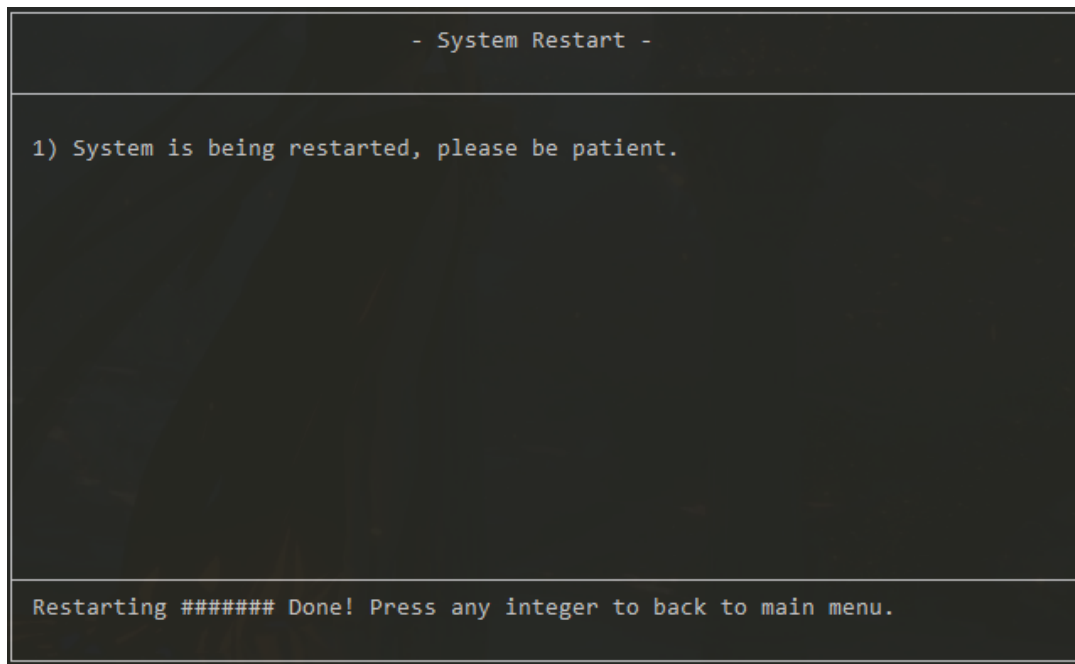 - System Restart -
1) System is being restarted, please be patient.
Restarting ####### Done! Press any integer to back to main menu.